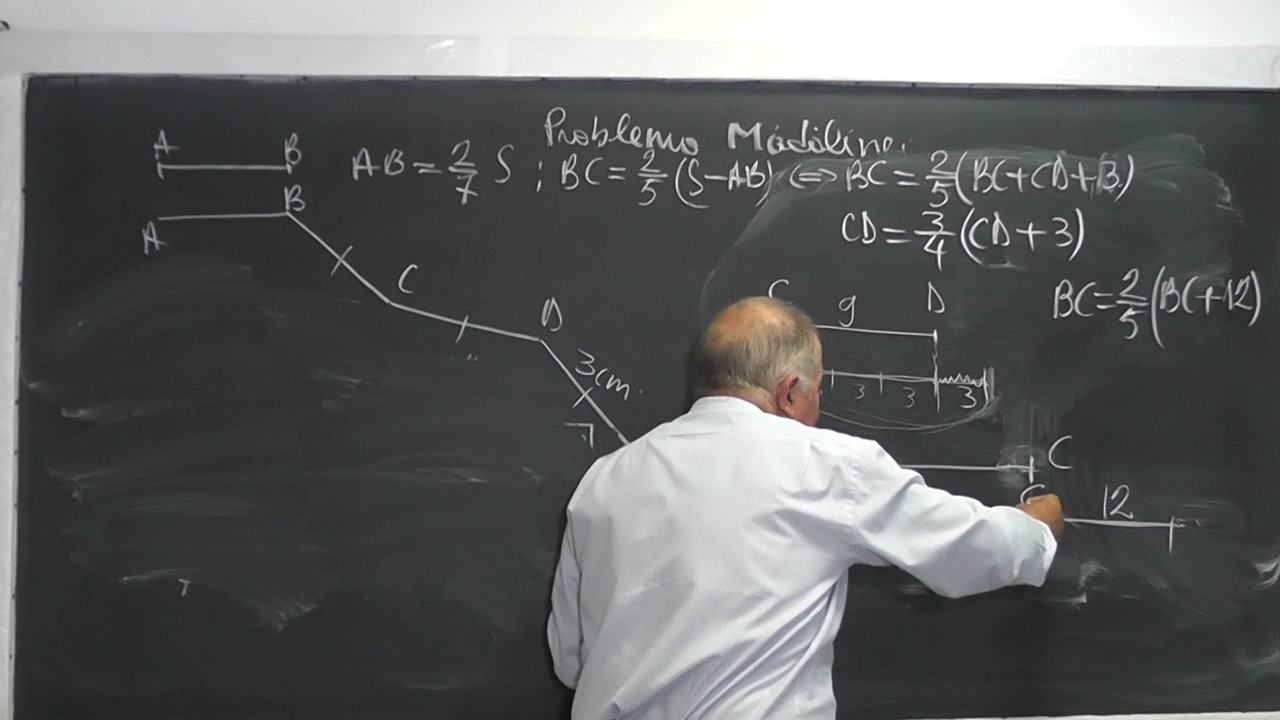 Problema Mădălinei
A B AB = 2/7 S ; BC = 2/5 (S-AB) ⇔ BC = 2/5 (BC+CD+3)
A B
CD = 3/4 (CD+3)
BC = 2/5 (BC+12)
C
D
3cm.
C 9 D
3 3 3
C
C 12